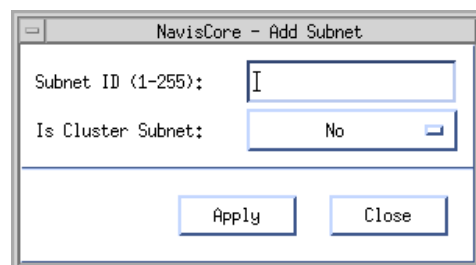 NavisCore - Add Subnet
Subnet ID (1-255):
Is Cluster Subnet: No
Apply Close